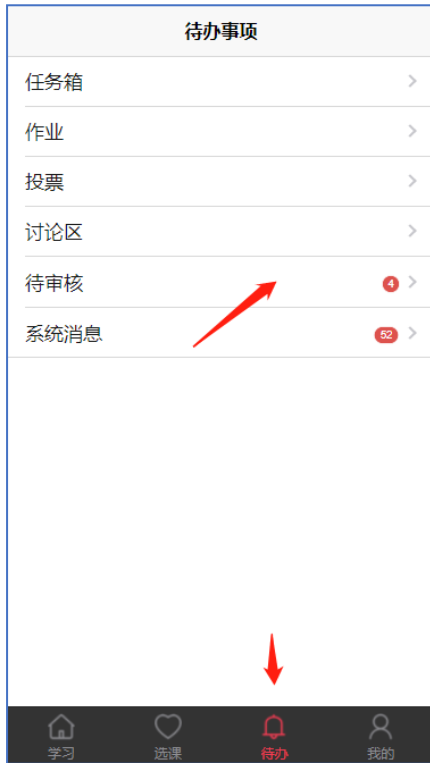 待办事项
任务箱
作业
投票
讨论区
待审核 4
系统消息 52
学习 选课 待办 我的